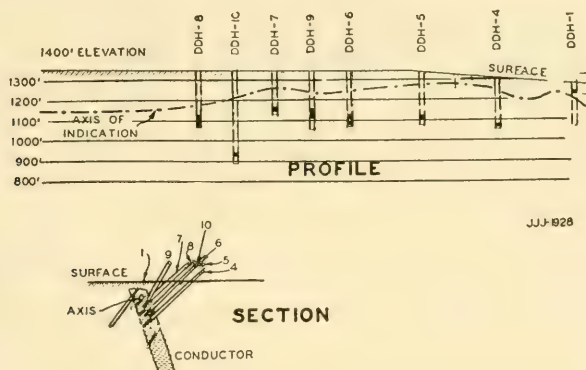 DDH-8
DDH-10
DDH-7
DDH-9
DDH-6
DDH-5
DDH-4
DDH-1
1400' ELEVATION
SURFACE
1300'
1200'
1100'
1000'
900'
800'
AXIS OF
INDICATION
PROFILE
JJJ-1928
1
9
7
8
10
6
5
4
SURFACE
AXIS
SECTION
CONDUCTOR